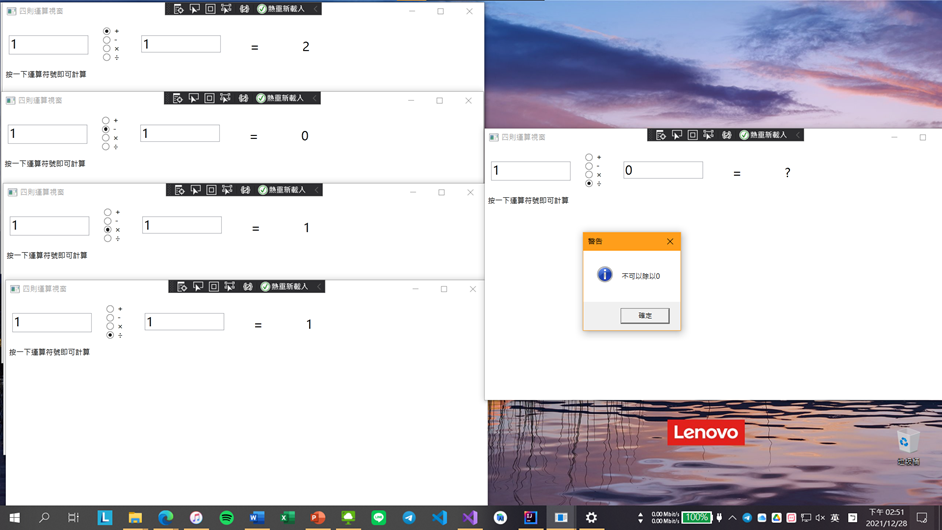 四則運算視窗
熱重新載入
1
+
-
×
÷
1
=
2
按一下運算符號即可計算
四則運算視窗
熱重新載入
1
+
-
×
÷
1
=
0
按一下運算符號即可計算
四則運算視窗
熱重新載入
1
+
-
×
÷
1
=
1
按一下運算符號即可計算
四則運算視窗
熱重新載入
1
+
-
×
÷
1
=
1
按一下運算符號即可計算
四則運算視窗
熱重新載入
1
+
-
×
÷
0
=
?
按一下運算符號即可計算
警告
不可以除以0
確定
Lenovo
資源回收筒
0.00 Mbit/s
0.00 Mbit/s
100%
英
下午 02:51
2021/12/28